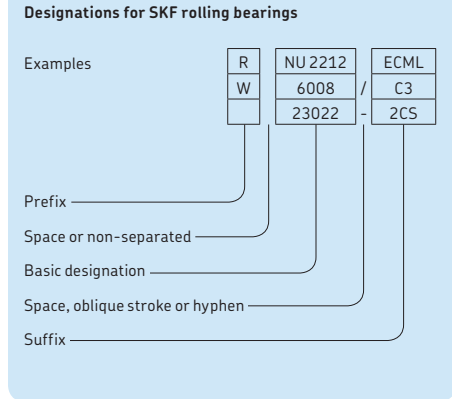 Designations for SKF rolling bearings
Examples
R NU 2212 ECML
W 6008 / C3
23022 - 2CS
Prefix
Space or non-separated
Basic designation
Space, oblique stroke or hyphen
Suffix